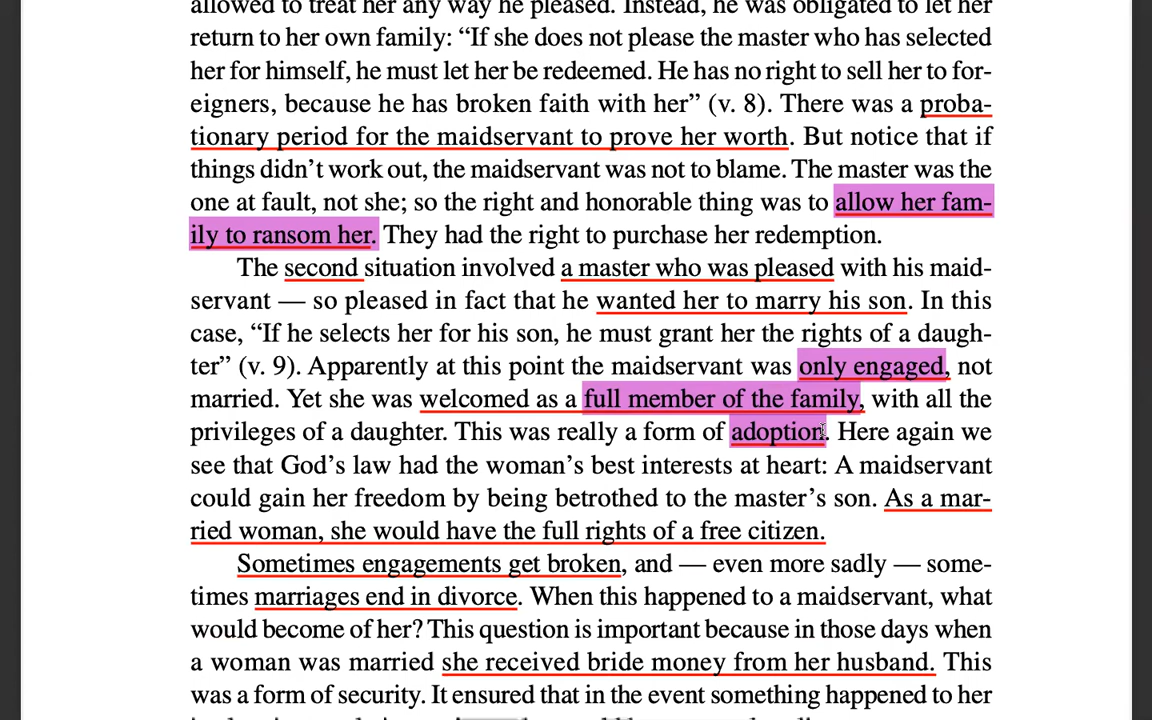 allowed to treat her any way he pleased. Instead, he was obligated to let her
return to her own family: “If she does not please the master who has selected
her for himself, he must let her be redeemed. He has no right to sell her to for-
eigners, because he has broken faith with her” (v. 8). There was a proba-
tionary period for the maidservant to prove her worth. But notice that if
things didn’t work out, the maidservant was not to blame. The master was the
one at fault, not she; so the right and honorable thing was to allow her fam-
ily to ransom her. They had the right to purchase her redemption.
The second situation involved a master who was pleased with his maid-
servant — so pleased in fact that he wanted her to marry his son. In this
case, “If he selects her for his son, he must grant her the rights of a daugh-
ter” (v. 9). Apparently at this point the maidservant was only engaged, not
married. Yet she was welcomed as a full member of the family, with all the
privileges of a daughter. This was really a form of adoption. Here again we
see that God’s law had the woman’s best interests at heart: A maidservant
could gain her freedom by being betrothed to the master’s son. As a mar-
ried woman, she would have the full rights of a free citizen.
Sometimes engagements get broken, and — even more sadly — some-
times marriages end in divorce. When this happened to a maidservant, what
would become of her? This question is important because in those days when
a woman was married she received bride money from her husband. This
was a form of security. It ensured that in the event something happened to her